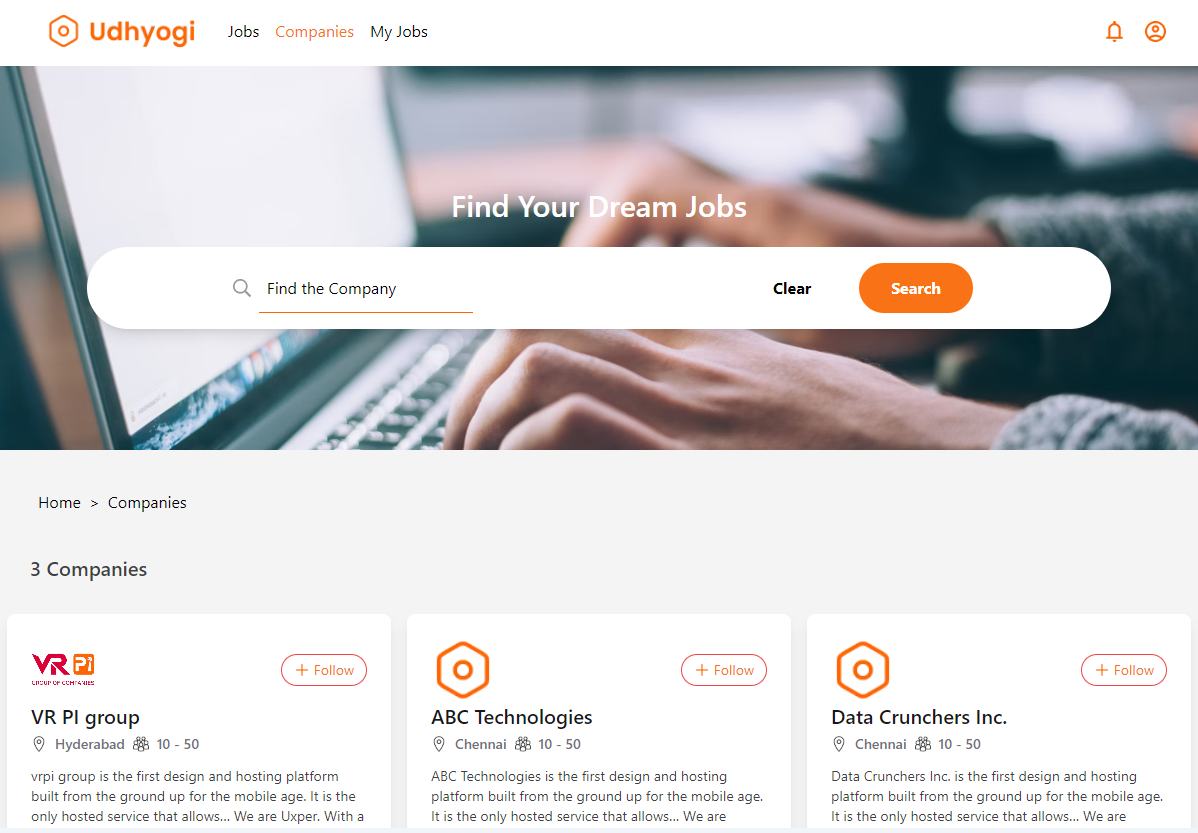 Udhyogi
Jobs Companies My Jobs
Find Your Dream Jobs
Find the Company
Clear
Search
Home > Companies
3 Companies
VR Pi
GROUP OF COMPANIES
+ Follow
VR PI group
Hyderabad 10 - 50
vrpi group is the first design and hosting platform
built from the ground up for the mobile age. It is the
only hosted service that allows... We are Uxper. With a
+ Follow
ABC Technologies
Chennai 10 - 50
ABC Technologies is the first design and hosting
platform built from the ground up for the mobile age.
It is the only hosted service that allows... We are
+ Follow
Data Crunchers Inc.
Chennai 10 - 50
Data Crunchers Inc. is the first design and hosting
platform built from the ground up for the mobile age.
It is the only hosted service that allows... We are